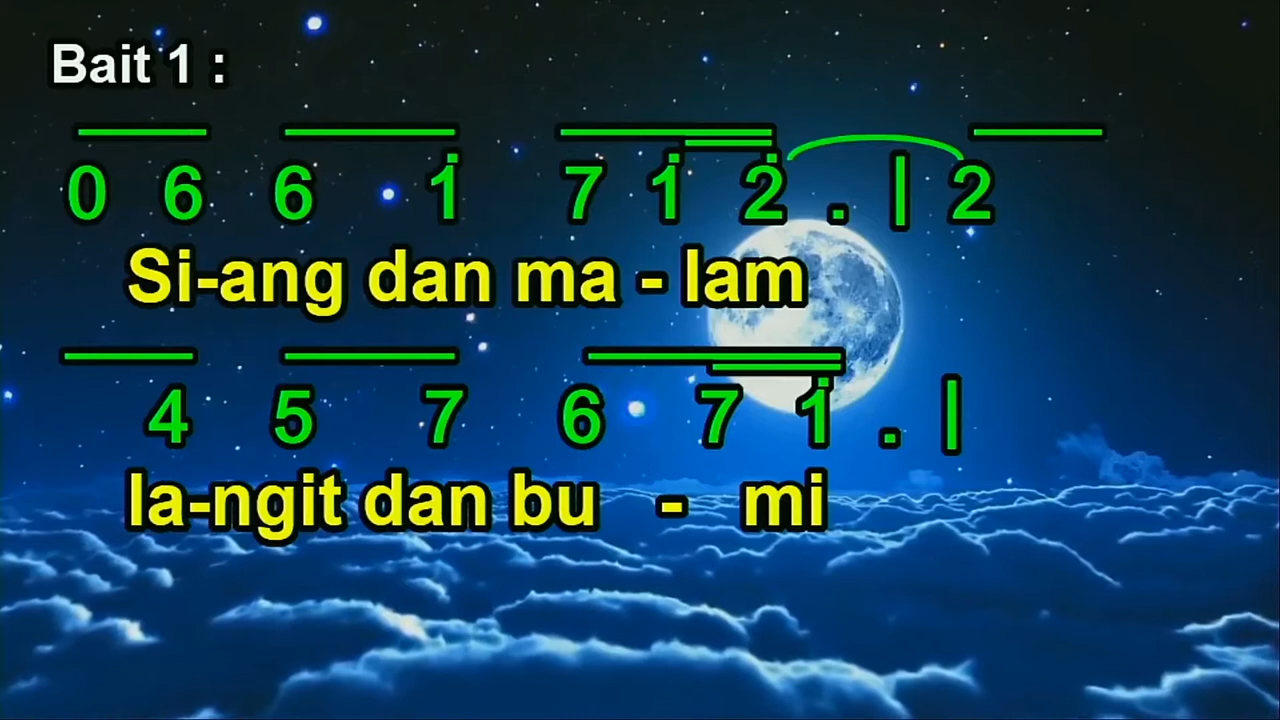 Bait 1 :
0 6 6 1̇ 7 1̇ 2̇ . | 2
Si-ang dan ma - lam
4 5 7 6 7 1̇ . |
la-ngit dan bu - mi